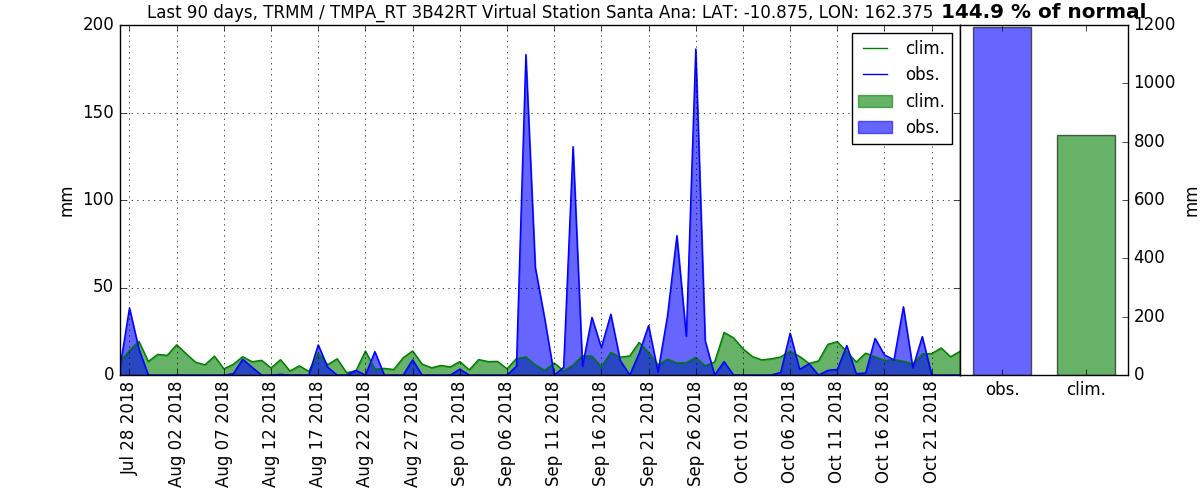 Last 90 days, TRMM / TMPA_RT 3B42RT Virtual Station Santa Ana: LAT: -10.875, LON: 162.375 144.9 % of normal
200
150
100
50
0
mm
clim.
obs.
clim.
obs.
Jul 28 2018
Aug 02 2018
Aug 07 2018
Aug 12 2018
Aug 17 2018
Aug 22 2018
Aug 27 2018
Sep 01 2018
Sep 06 2018
Sep 11 2018
Sep 16 2018
Sep 21 2018
Sep 26 2018
Oct 01 2018
Oct 06 2018
Oct 11 2018
Oct 16 2018
Oct 21 2018
1200
1000
800
600
400
200
0
mm
obs.
clim.